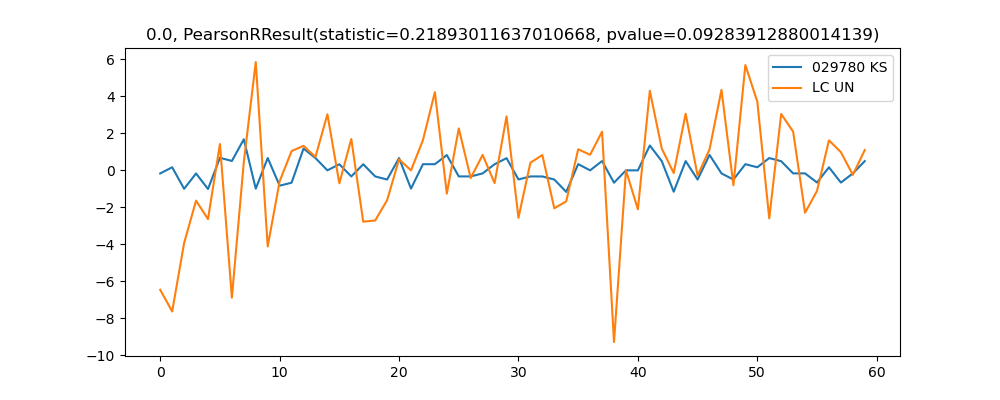 0.0, PearsonRResult(statistic=0.21893011637010668, pvalue=0.09283912880014139)
029780 KS
LC UN
6
4
2
0
−2
−4
−6
−8
−10
0 10 20 30 40 50 60